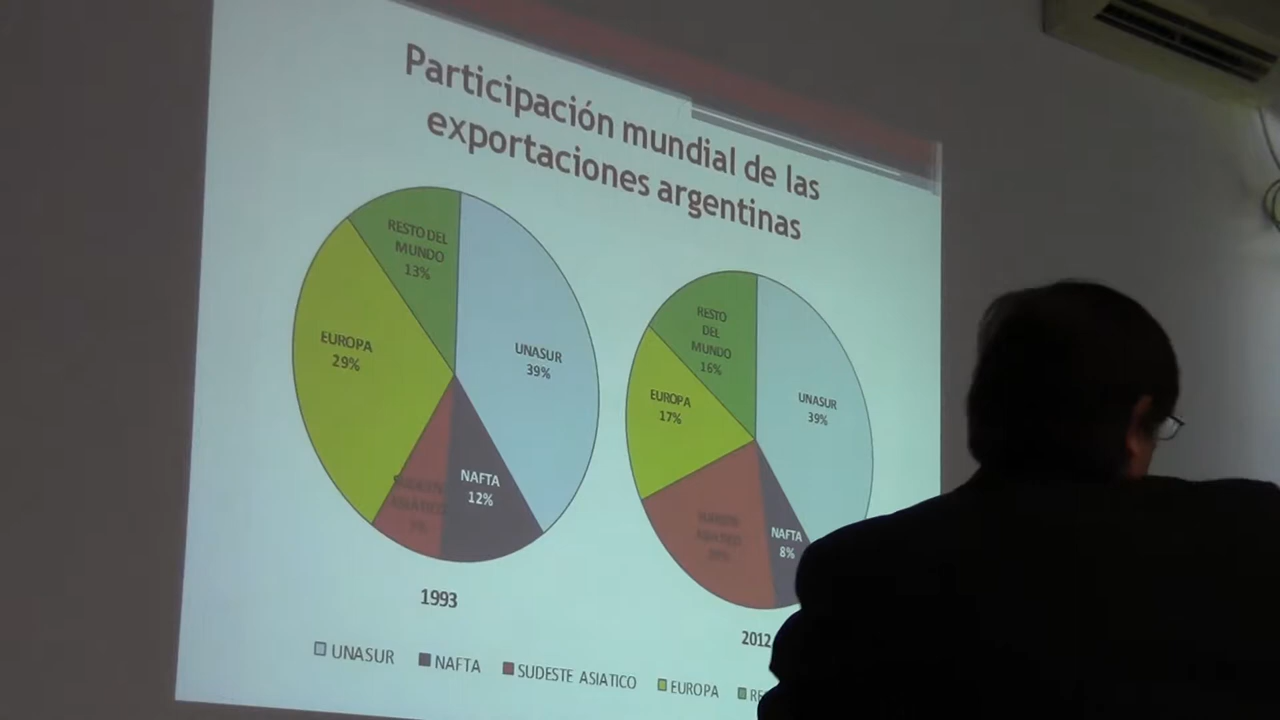 Participación mundial de las
exportaciones argentinas
RESTO DEL
MUNDO
13%
EUROPA
29%
UNASUR
39%
NAFTA
12%
1993
RESTO
DEL
MUNDO
16%
EUROPA
17%
UNASUR
39%
NAFTA
8%
2012
UNASUR
NAFTA
SUDESTE ASIATICO
EUROPA